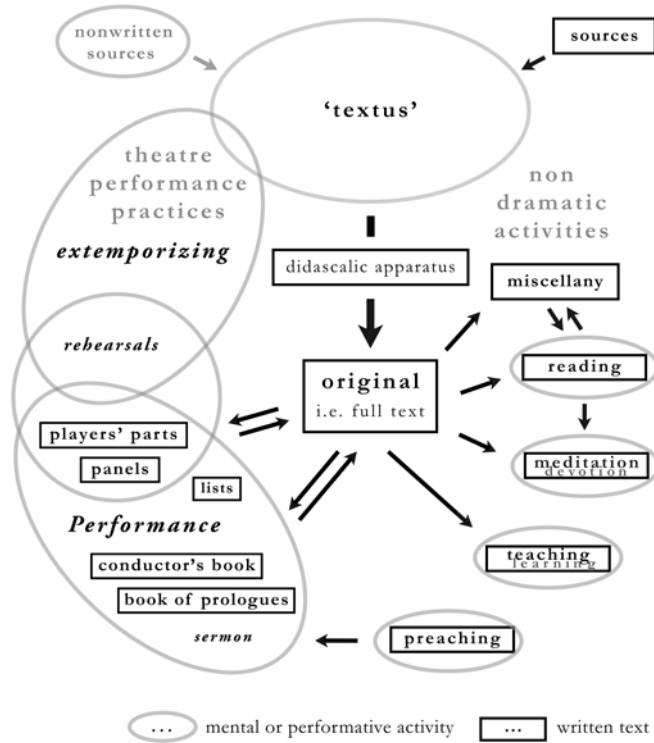 nonwritten
sources
sources
‘textus’
theatre
performance
practices
extemporizing
non
dramatic
activities
didascalic apparatus
miscellany
rehearsals
original
i.e. full text
reading
players’ parts
panels
lists
meditation
devotion
Performance
conductor’s book
book of prologues
sermon
teaching
learning
preaching
... mental or performative activity
... written text